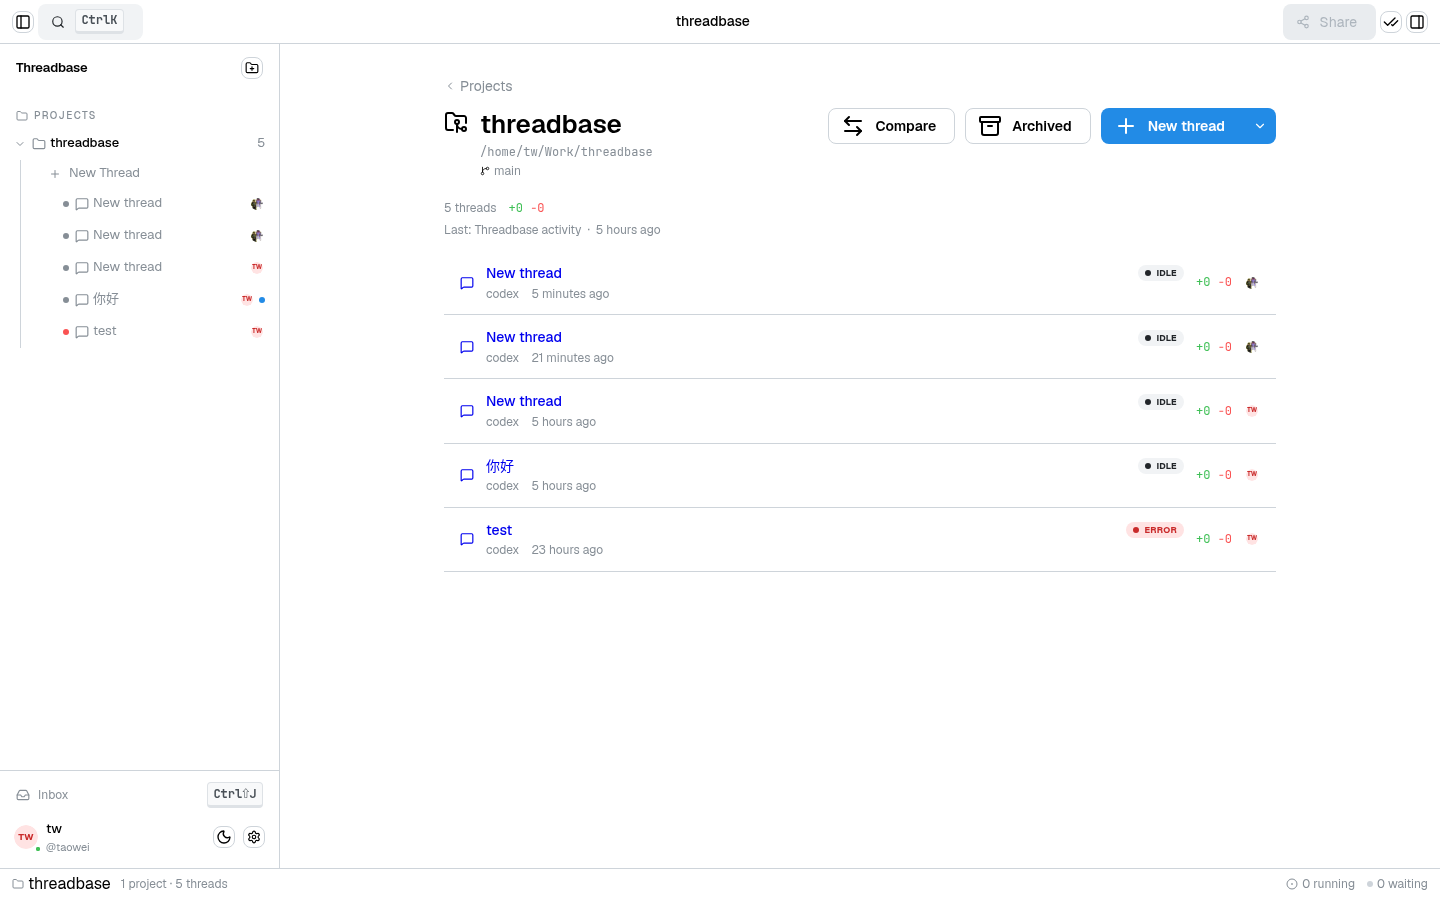 CtrlK
threadbase
Share
Threadbase
PROJECTS
threadbase 5
New Thread
New thread
New thread
New thread TW
你好 TW
test TW
Inbox Ctrl⇧J
TW tw
@taowei
Projects
threadbase
/home/tw/Work/threadbase
main
Compare Archived New thread
5 threads +0 -0
Last: Threadbase activity · 5 hours ago
New thread IDLE +0 -0
codex 5 minutes ago
New thread IDLE +0 -0
codex 21 minutes ago
New thread IDLE +0 -0 TW
codex 5 hours ago
你好 IDLE +0 -0 TW
codex 5 hours ago
test ERROR +0 -0 TW
codex 23 hours ago
threadbase 1 project · 5 threads
0 running 0 waiting